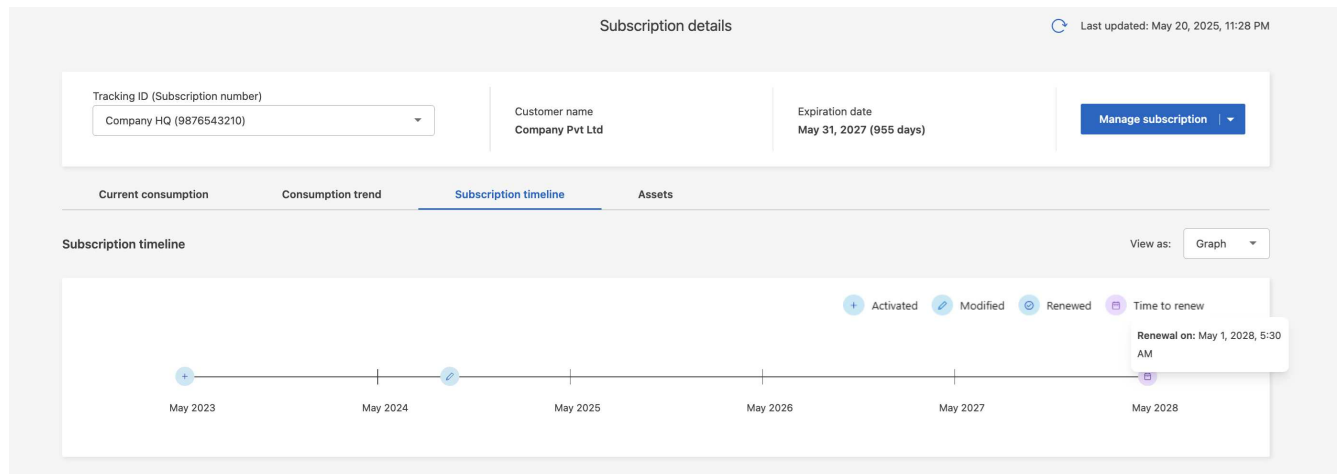 Subscription details
Last updated: May 20, 2025, 11:28 PM
Tracking ID (Subscription number)
Company HQ (9876543210)
Customer name
Company Pvt Ltd
Expiration date
May 31, 2027 (955 days)
Manage subscription
Current consumption
Consumption trend
Subscription timeline
Assets
Subscription timeline
View as:
Graph
Activated
Modified
Renewed
Time to renew
Renewal on: May 1, 2028, 5:30
AM
May 2023
May 2024
May 2025
May 2026
May 2027
May 2028